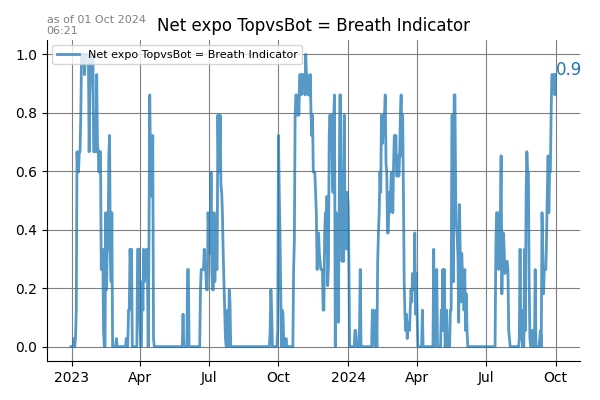 as of 01 Oct 2024
06:21
Net expo TopvsBot = Breath Indicator
Net expo TopvsBot = Breath Indicator
1.0
0.9
0.8
0.6
0.4
0.2
0.0
2023 Apr Jul Oct 2024 Apr Jul Oct